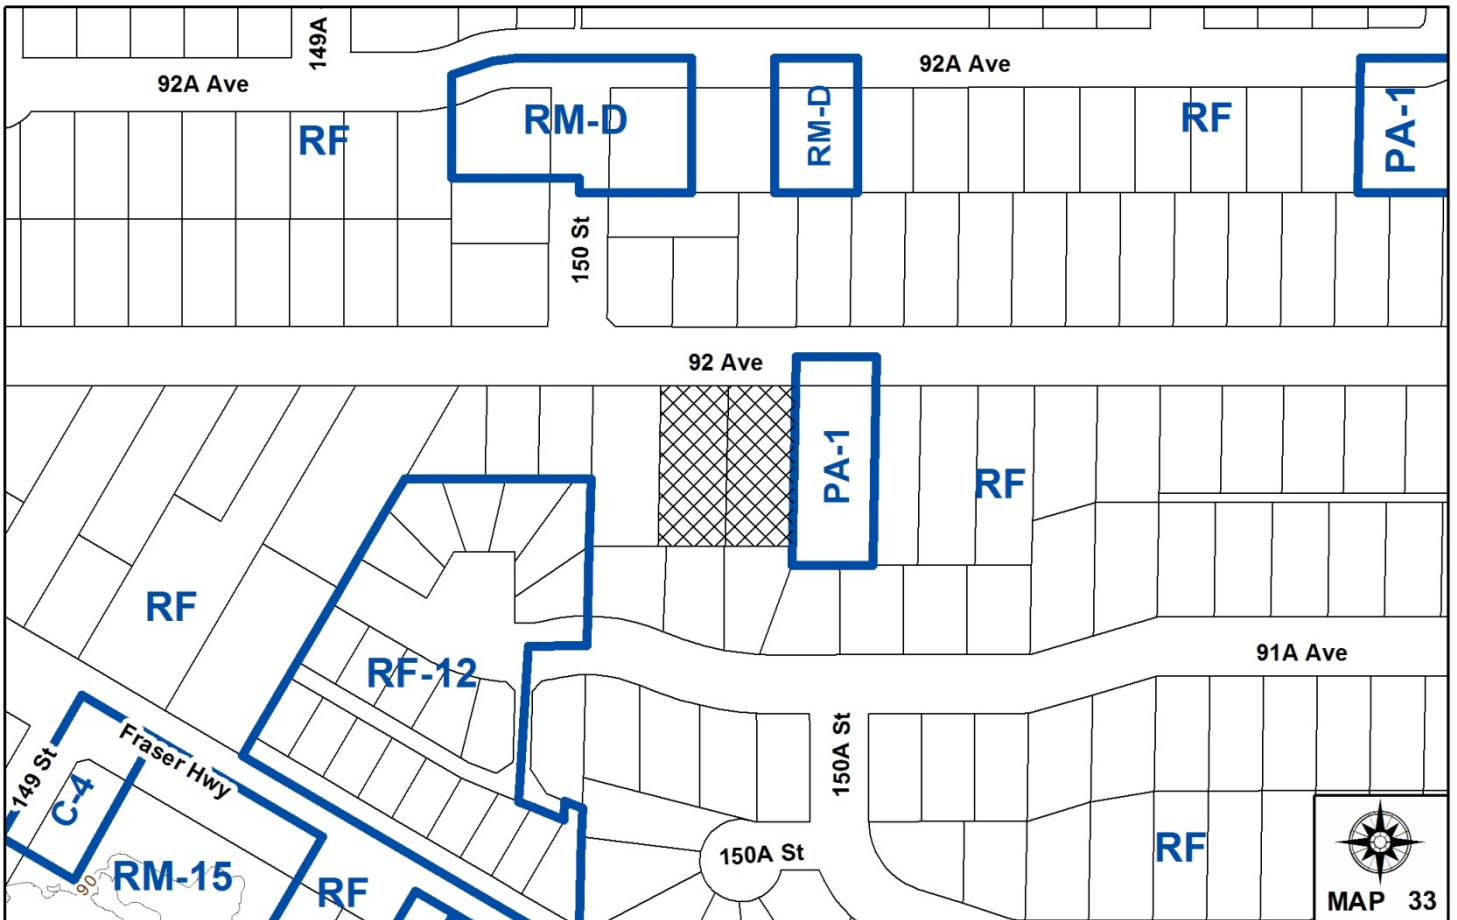 149A
92A Ave
92A Ave
RM-D
RM-D
RF
PA-1
RF
150 St
92 Ave
PA-1
RF
RF
91A Ave
RF-12
150A St
149 St
Fraser Hwy
C-4
150A St
RF
RM-15
90
RF
MAP 33